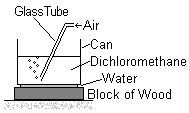 GlassTube
←Air
Can
Dichloromethane
Water
Block of Wood